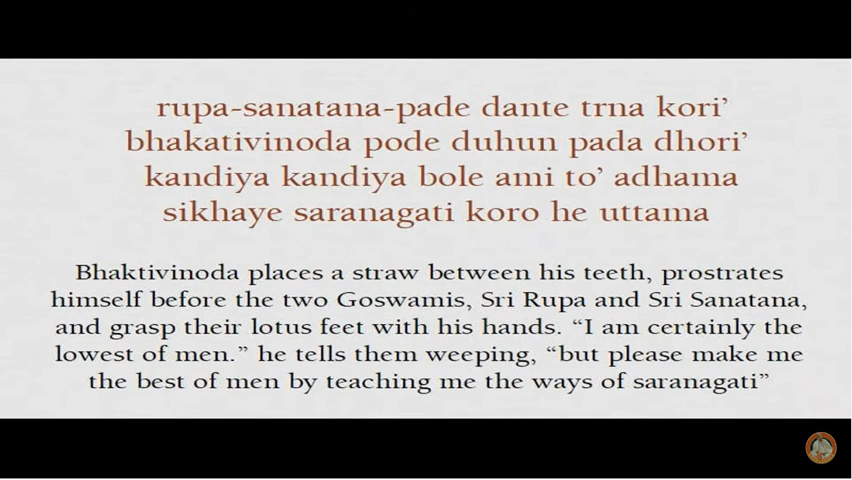 rupa-sanatana-pade dante trna kori’
bhakativinoda pode duhun pada dhori’
kandiya kandiya bole ami to’ adhama
sikhaye saranagati koro he uttama
Bhaktivinoda places a straw between his teeth, prostrates
himself before the two Goswamis, Sri Rupa and Sri Sanatana,
and grasp their lotus feet with his hands. “I am certainly the
lowest of men.” he tells them weeping, “but please make me
the best of men by teaching me the ways of saranagati”